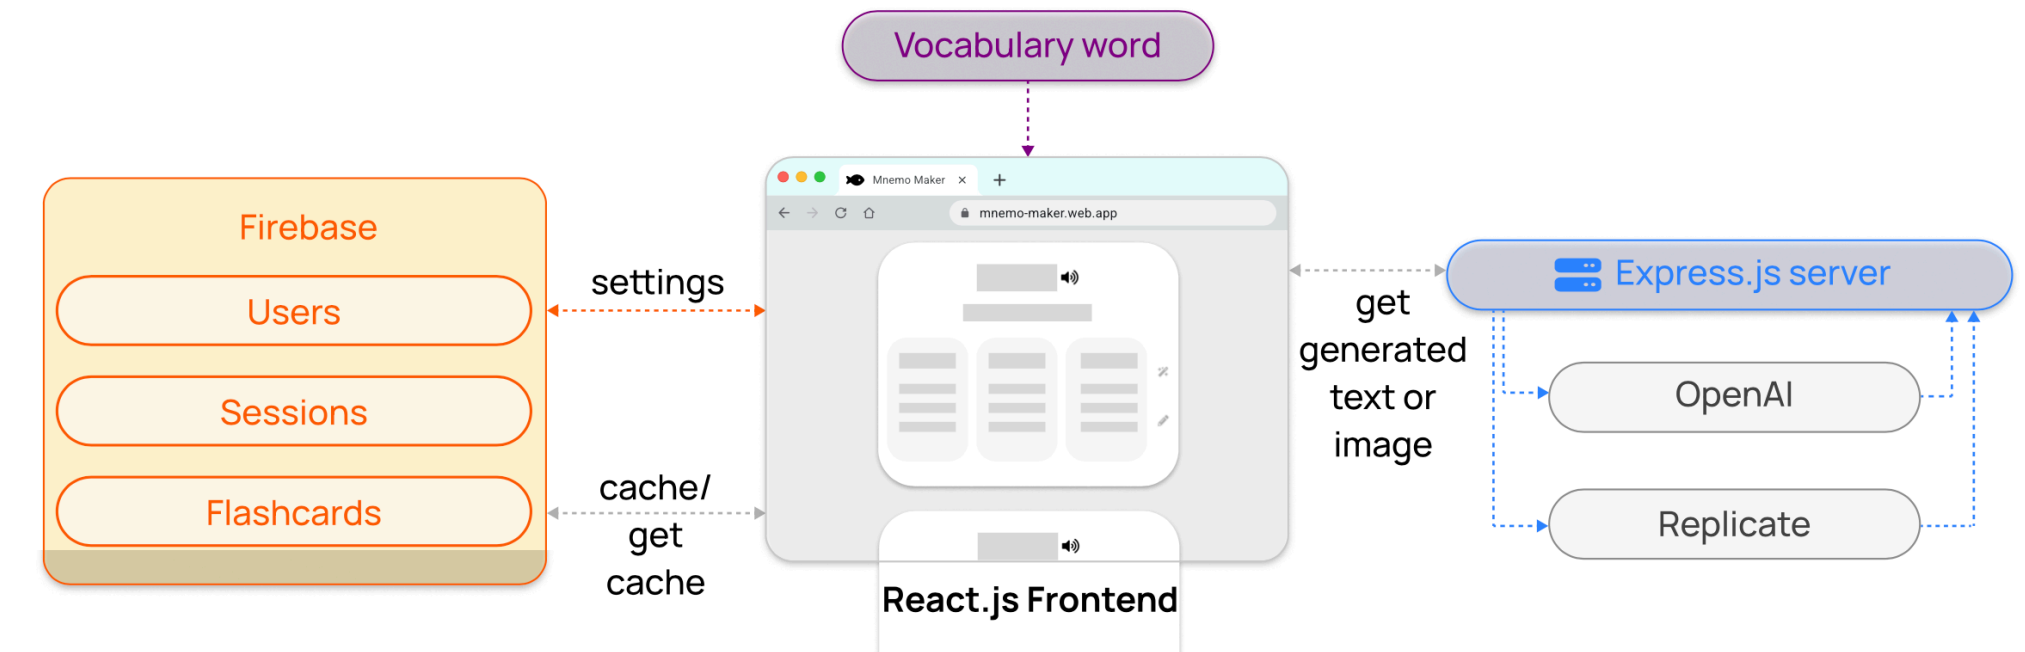 Vocabulary word
Mnemo Maker
mnemo-maker.web.app
Firebase
Users
Sessions
Flashcards
settings
cache/
get
cache
React.js Frontend
get
generated
text or
image
Express.js server
OpenAI
Replicate